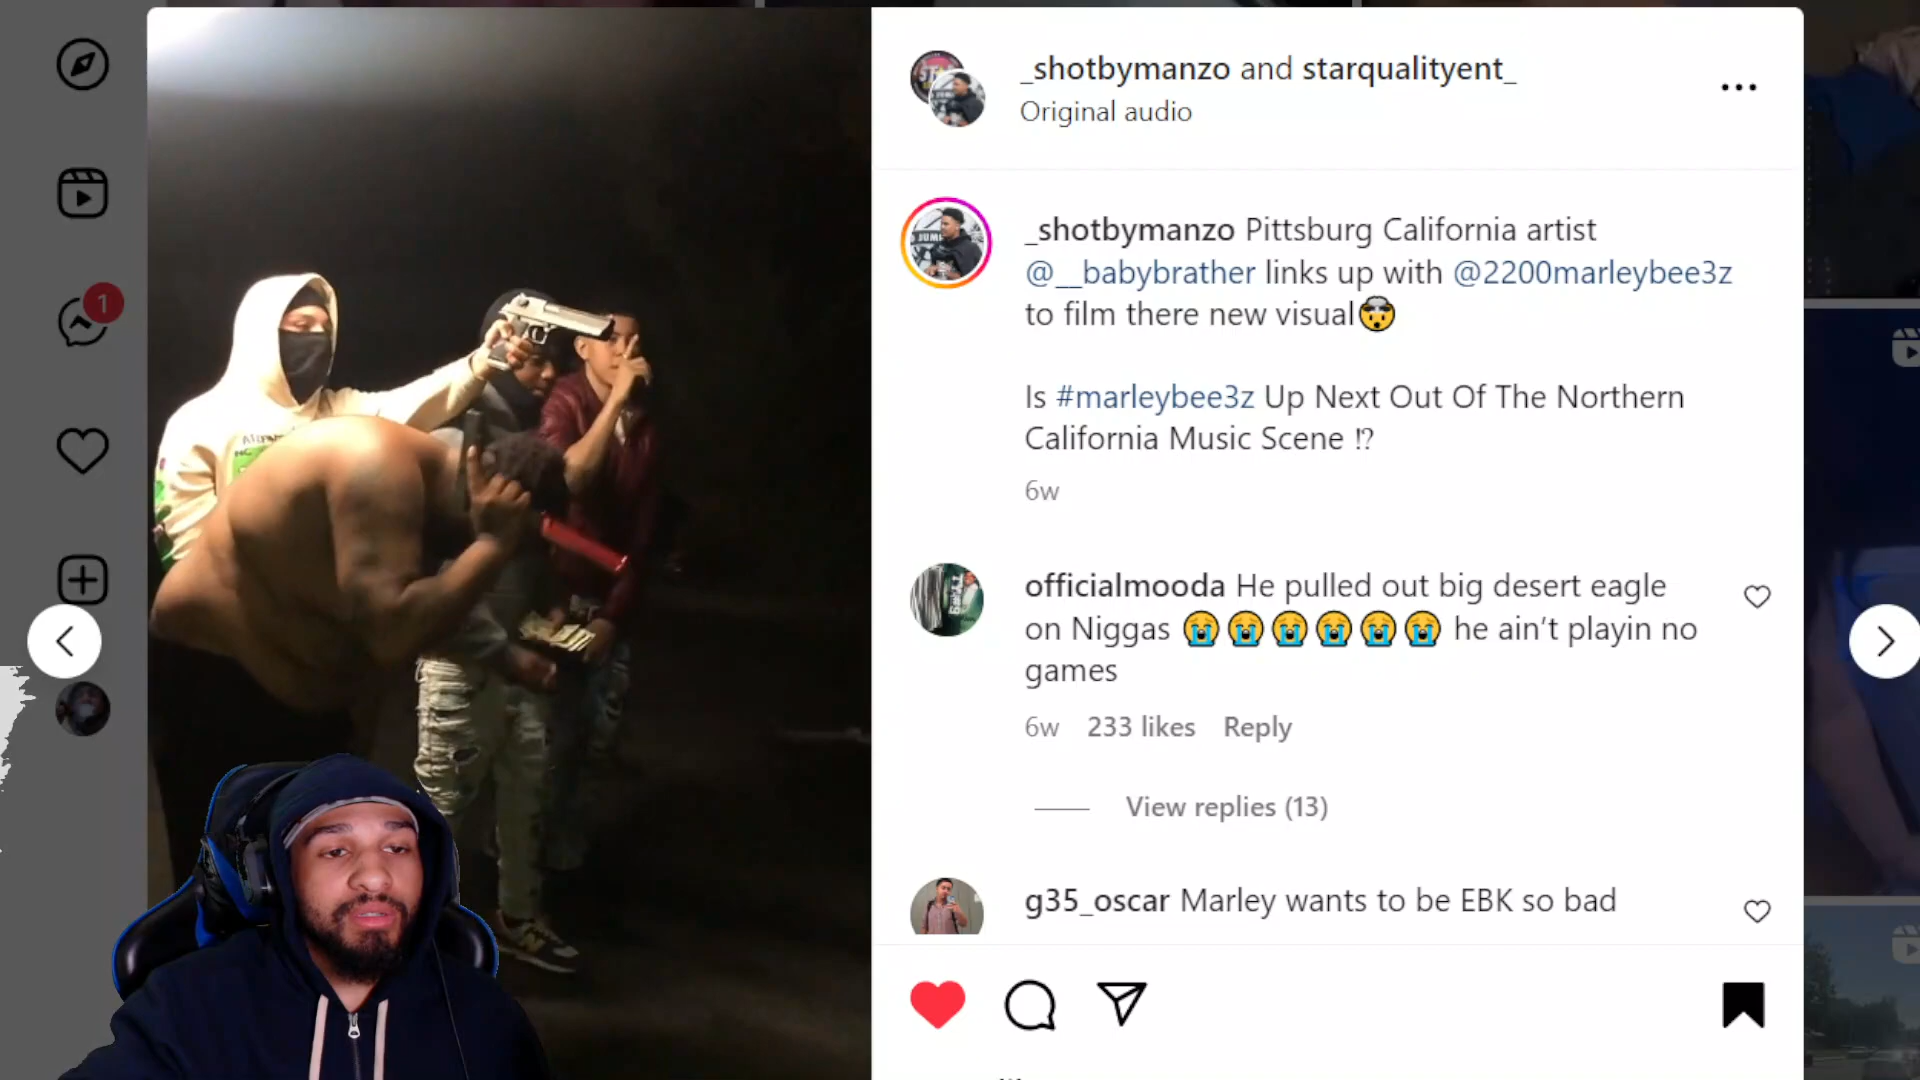 _shotbymanzo and starqualityent_
Original audio
1
_shotbymanzo Pittsburg California artist
@__babybrather links up with @2200marleybee3z
to film there new visual🤯
Is #marleybee3z Up Next Out Of The Northern
California Music Scene ⁉
6w
officialmooda He pulled out big desert eagle
on Niggas 😭😭😭😭😭😭 he ain’t playin no
games
6w 233 likes Reply
View replies (13)
g35_oscar Marley wants to be EBK so bad